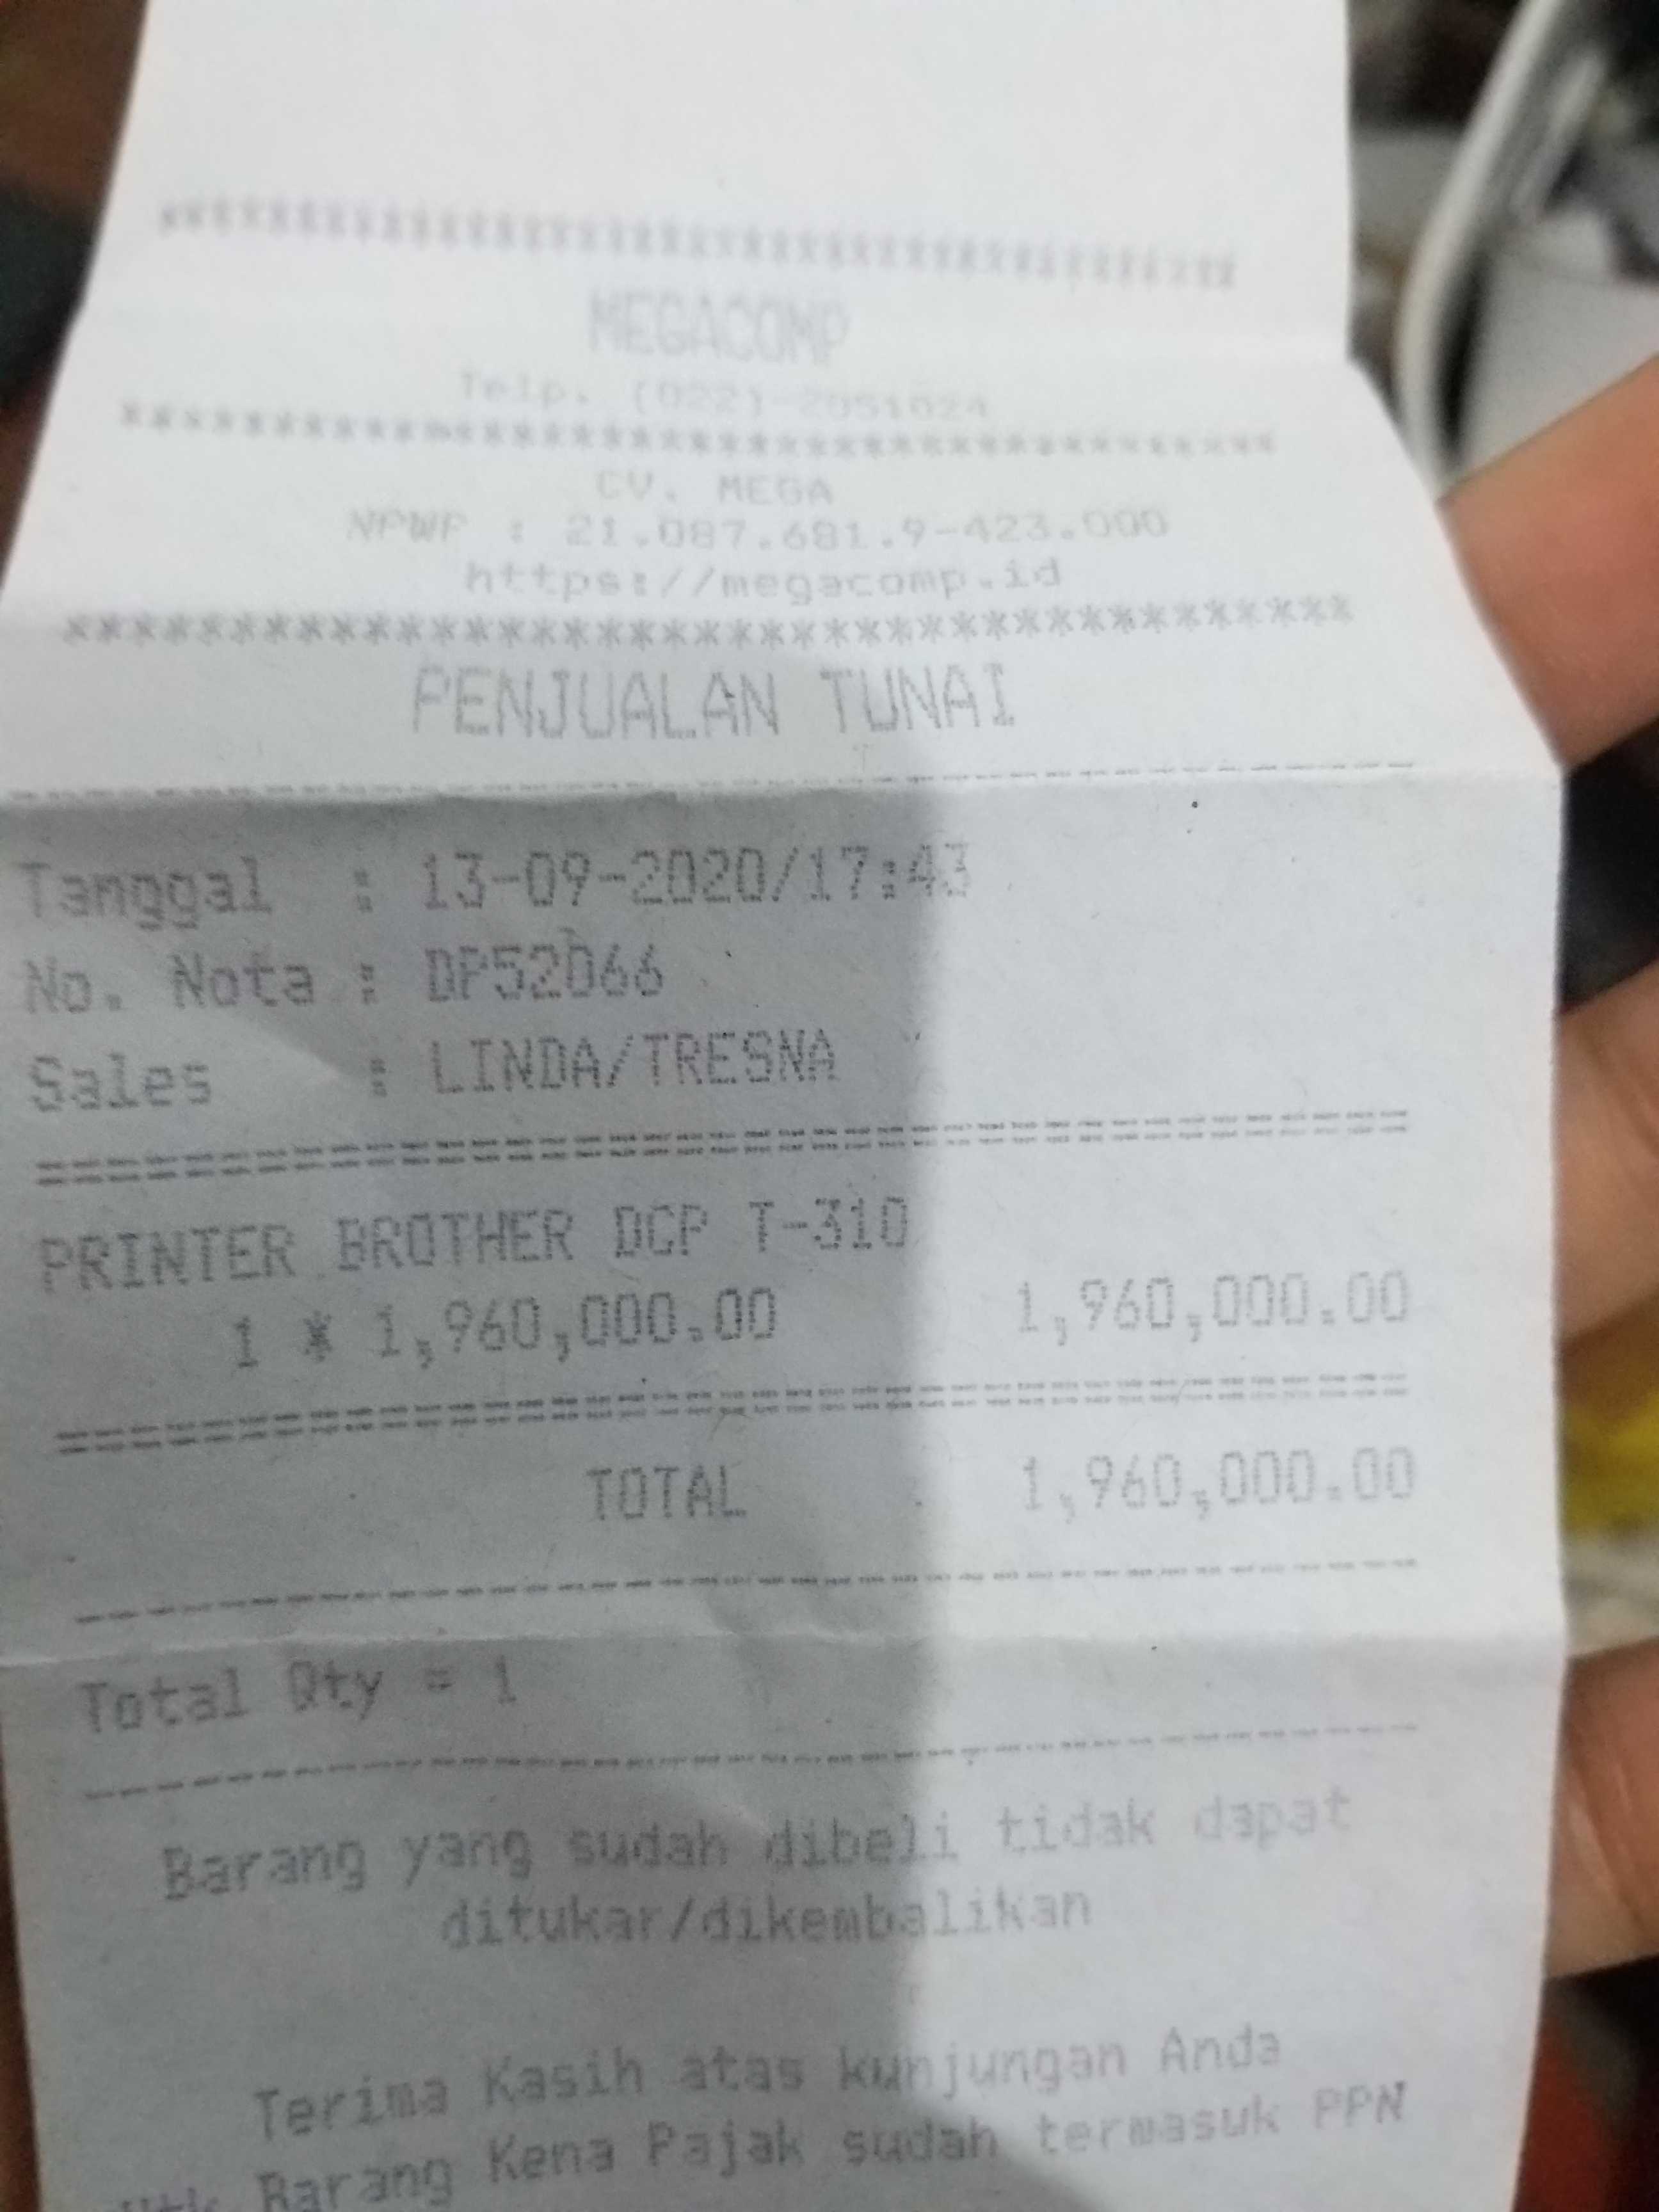 ************************************
MEGACOMP
Telp. (022)-2051024
************************************
CV. MEGA
NPWP : 21.087.681.9-423.000
https://megacomp.id
***************************************
PENJUALAN TUNAI
Tanggal : 13-09-2020/17:43
No. Nota : DP52066
Sales : LINDA/TRESNA
PRINTER BROTHER DCP T-310
1 * 1,960,000.00 1,960,000.00
TOTAL 1,960,000.00
Total Qty = 1
Barang yang sudah dibeli tidak dapat
ditukar/dikembalikan
Terima Kasih atas kunjungan Anda
Barang Kena Pajak sudah termasuk PPN